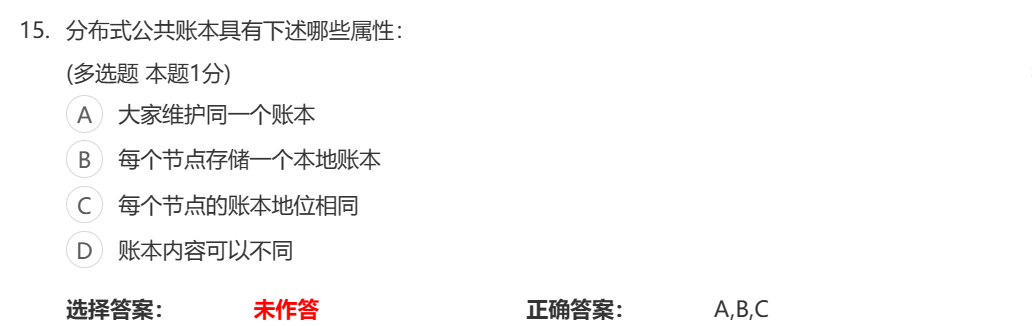 15. 分布式公共账本具有下述哪些属性：
(多选题 本题1分)
A 大家维护同一个账本
B 每个节点存储一个本地账本
C 每个节点的账本地位相同
D 账本内容可以不同
选择答案： 未作答 正确答案： A,B,C